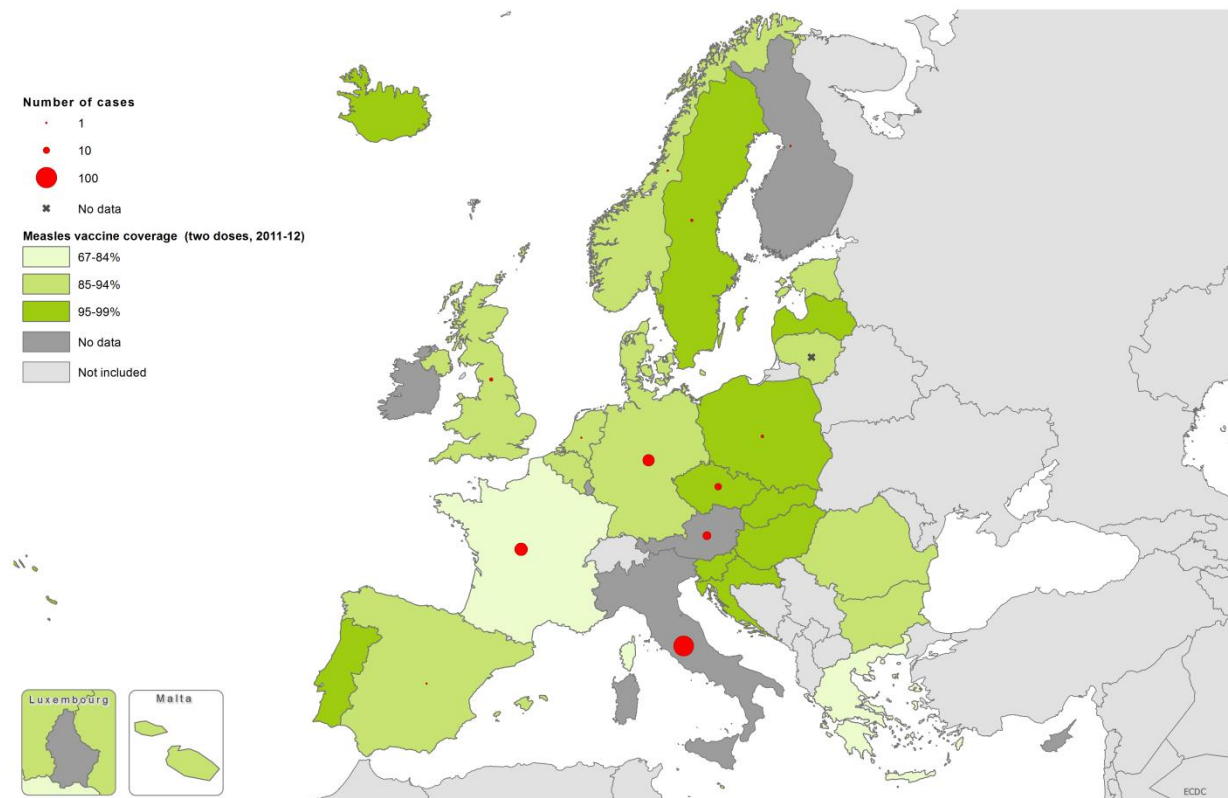 Number of cases
1
10
100
No data
Measles vaccine coverage (two doses, 2011-12)
67-84%
85-94%
95-99%
No data
Not included
Luxembourg
Malta
ECDC